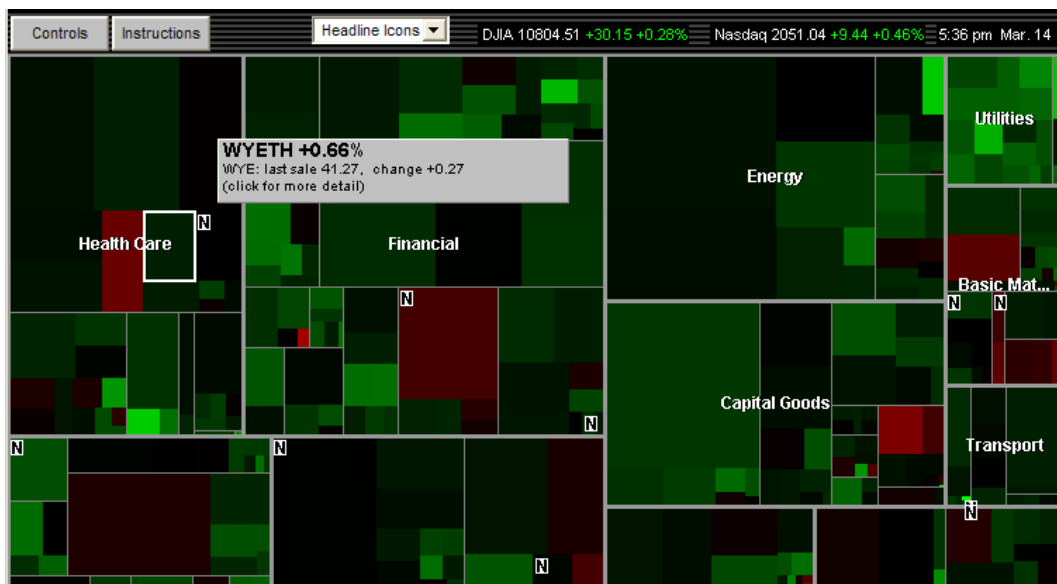 Controls
Instructions
Headline Icons
DJIA 10804.51 +30.15 +0.28%
Nasdaq 2051.04 +9.44 +0.46%
5:36 pm Mar. 14
Utilities
WYETH +0.66%
WYE: last sale 41.27, change +0.27
(click for more detail)
Energy
N
Health Care
Financial
Basic Mat...
N
N
N
Capital Goods
N
Transport
N
N
N
N